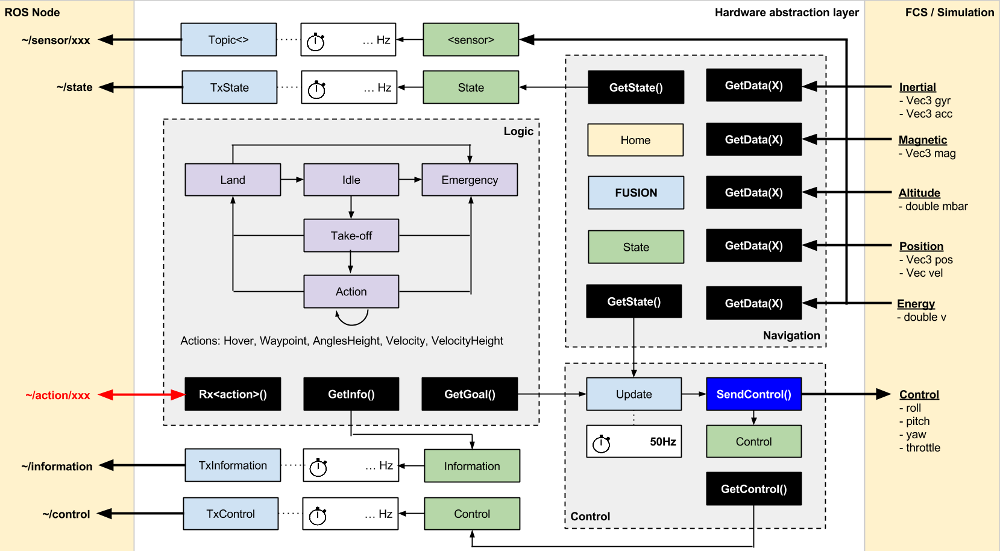 ROS Node
Hardware abstraction layer
FCS / Simulation
~/sensor/xxx
Topic<>
... Hz
<sensor>
~/state
TxState
... Hz
State
GetState()
GetData(X)
Inertial
- Vec3 gyr
- Vec3 acc
Home
GetData(X)
Magnetic
- Vec3 mag
FUSION
GetData(X)
Altitude
- double mbar
State
GetData(X)
Position
- Vec3 pos
- Vec vel
GetState()
GetData(X)
Energy
- double v
Navigation
Logic
Land
Idle
Emergency
Take-off
Action
Actions: Hover, Waypoint, AnglesHeight, Velocity, VelocityHeight
~/action/xxx
Rx<action>()
GetInfo()
GetGoal()
Update
SendControl()
Control
- roll
- pitch
- yaw
- throttle
50Hz
Control
GetControl()
Control
~/information
TxInformation
... Hz
Information
~/control
TxControl
... Hz
Control